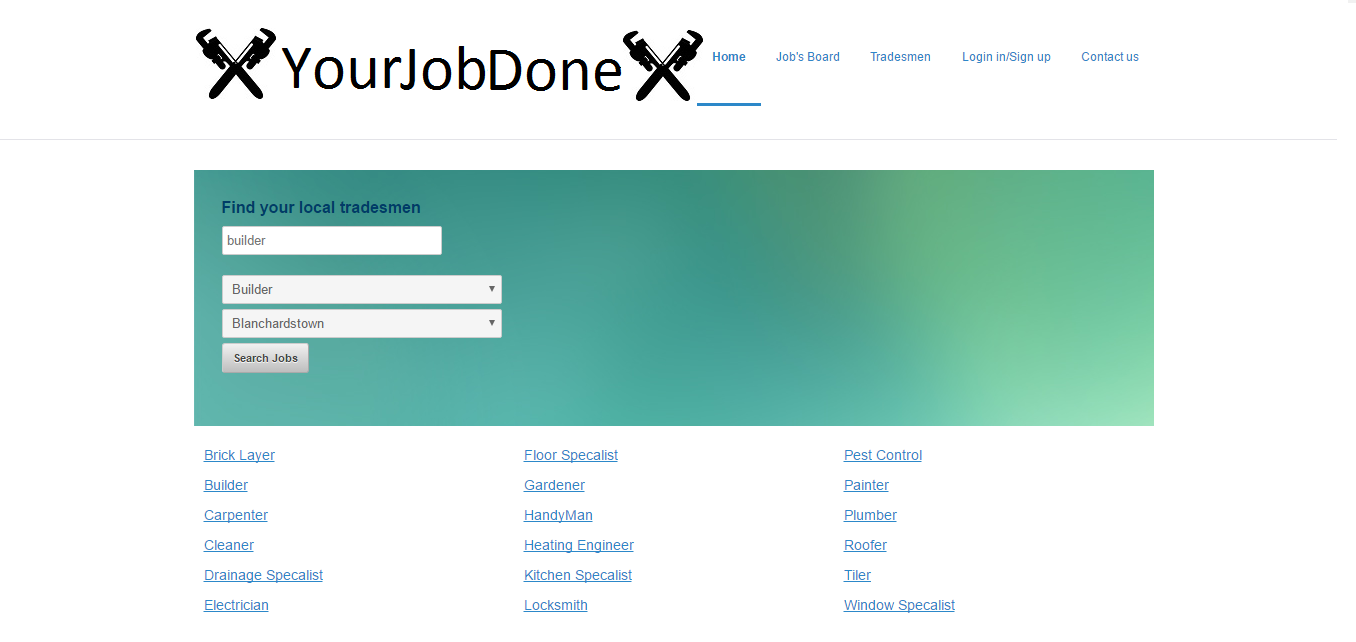 YourJobDone
Home Job's Board Tradesmen Login in/Sign up Contact us
Find your local tradesmen
builder
Builder
Blanchardstown
Search Jobs
Brick Layer Floor Specalist Pest Control
Builder Gardener Painter
Carpenter HandyMan Plumber
Cleaner Heating Engineer Roofer
Drainage Specalist Kitchen Specalist Tiler
Electrician Locksmith Window Specalist